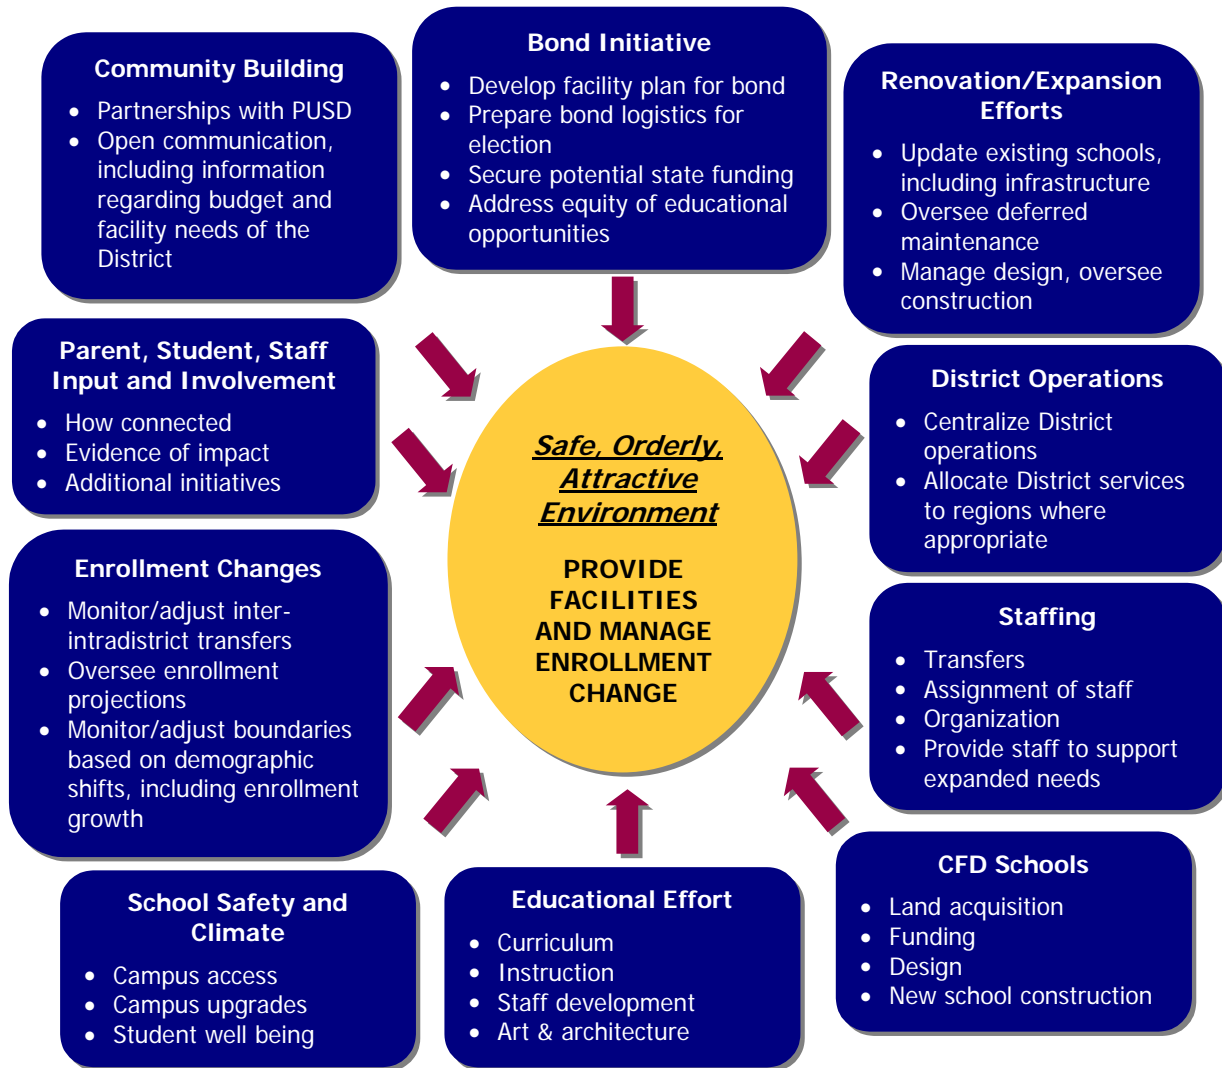 Community Building
• Partnerships with PUSD
• Open communication,
including information
regarding budget and
facility needs of the
District
Bond Initiative
• Develop facility plan for bond
• Prepare bond logistics for
election
• Secure potential state funding
• Address equity of educational
opportunities
Renovation/Expansion
Efforts
• Update existing schools,
including infrastructure
• Oversee deferred
maintenance
• Manage design, oversee
construction
Parent, Student, Staff
Input and Involvement
• How connected
• Evidence of impact
• Additional initiatives
Safe, Orderly,
Attractive
Environment
PROVIDE
FACILITIES
AND MANAGE
ENROLLMENT
CHANGE
District Operations
• Centralize District
operations
• Allocate District services
to regions where
appropriate
Enrollment Changes
• Monitor/adjust inter-
intradistrict transfers
• Oversee enrollment
projections
• Monitor/adjust boundaries
based on demographic
shifts, including enrollment
growth
Staffing
• Transfers
• Assignment of staff
• Organization
• Provide staff to support
expanded needs
School Safety and
Climate
• Campus access
• Campus upgrades
• Student well being
Educational Effort
• Curriculum
• Instruction
• Staff development
• Art & architecture
CFD Schools
• Land acquisition
• Funding
• Design
• New school construction